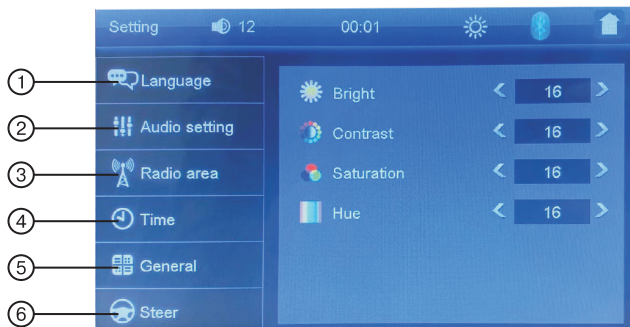 Setting 12 00:01
1 Language
2 Audio setting
3 Radio area
4 Time
5 General
6 Steer
Bright 16
Contrast 16
Saturation 16
Hue 16